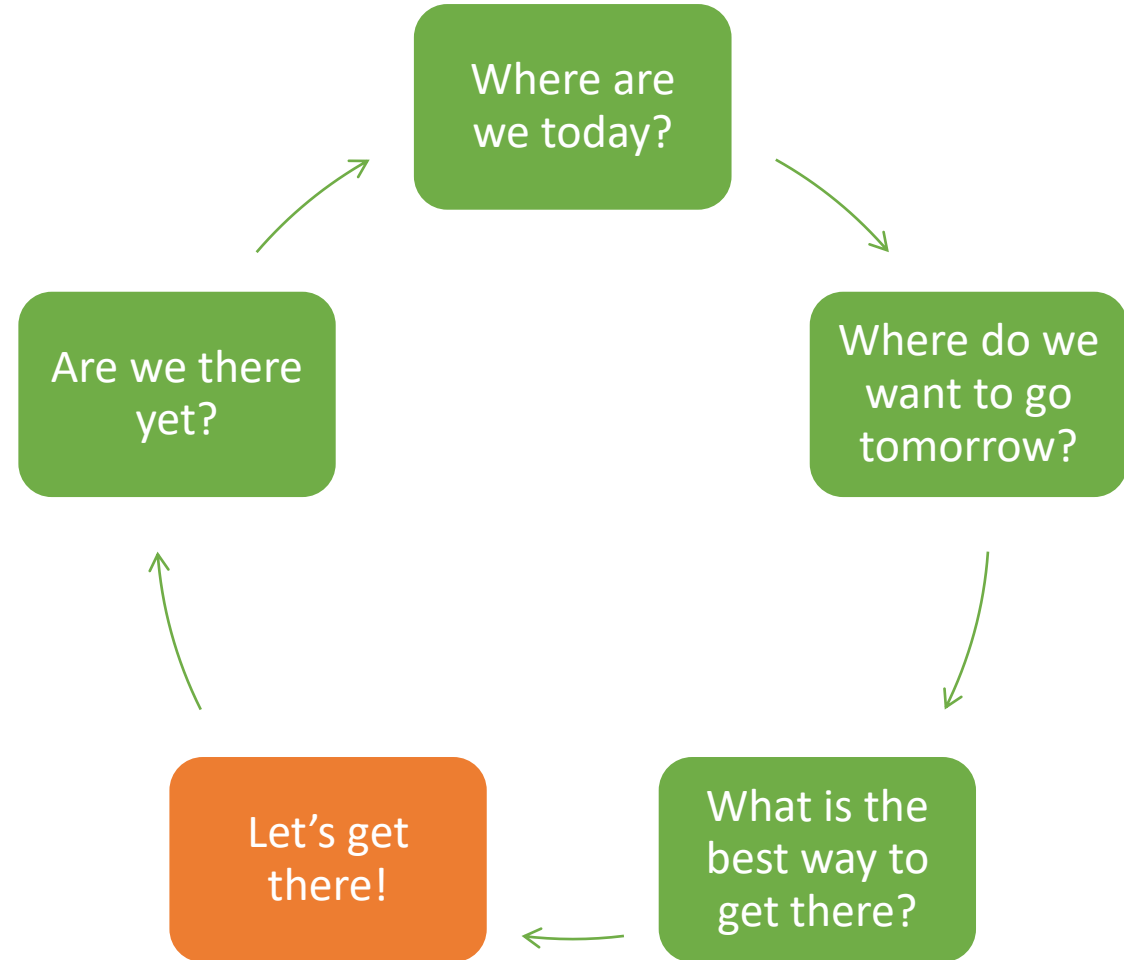 Where are
we today?
Where do we
want to go
tomorrow?
What is the
best way to
get there?
Let’s get
there!
Are we there
yet?